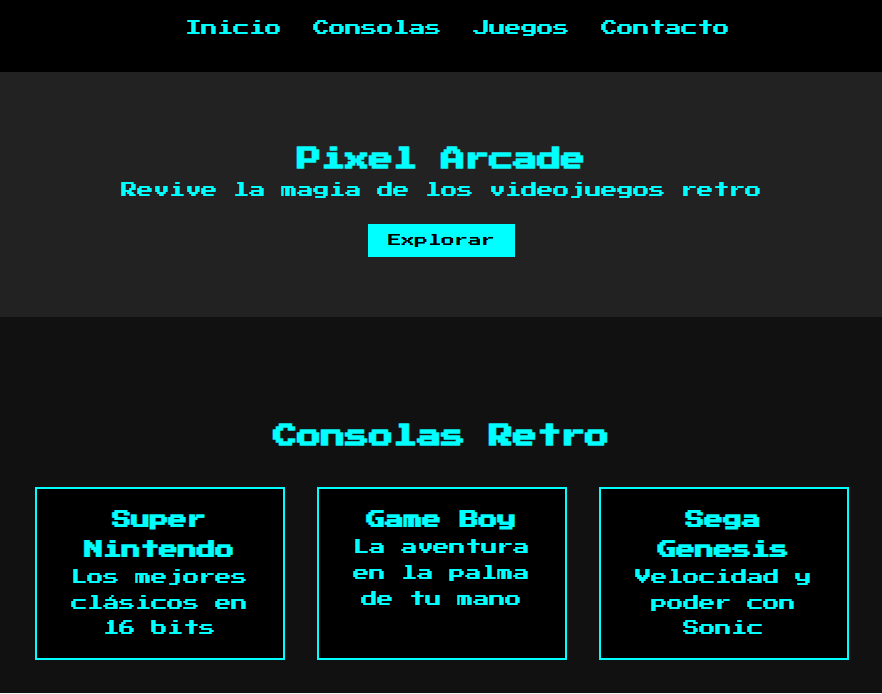 Inicio Consolas Juegos Contacto
Pixel Arcade
Revive la magia de los videojuegos retro
Explorar
Consolas Retro
Super
Nintendo
Los mejores
clásicos en
16 bits
Game Boy
La aventura
en la palma
de tu mano
Sega
Genesis
Velocidad y
poder con
Sonic